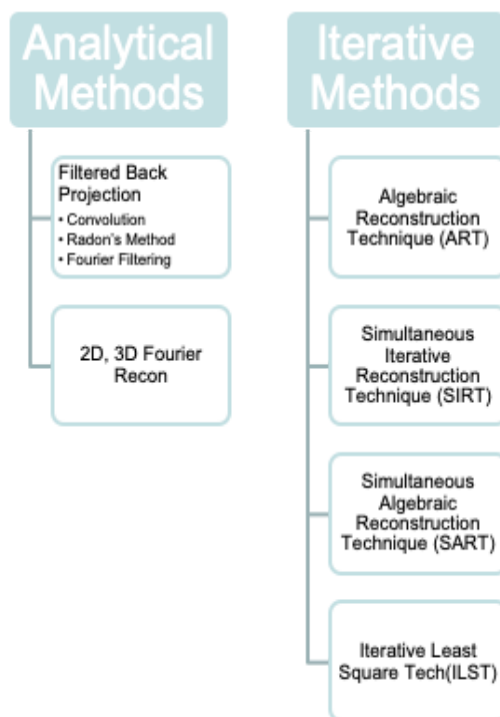 Analytical
Methods
Filtered Back
Projection
• Convolution
• Radon's Method
• Fourier Filtering
2D, 3D Fourier
Recon
Iterative
Methods
Algebraic
Reconstruction
Technique (ART)
Simultaneous
Iterative
Reconstruction
Technique (SIRT)
Simultaneous
Algebraic
Reconstruction
Technique (SART)
Iterative Least
Square Tech(ILST)